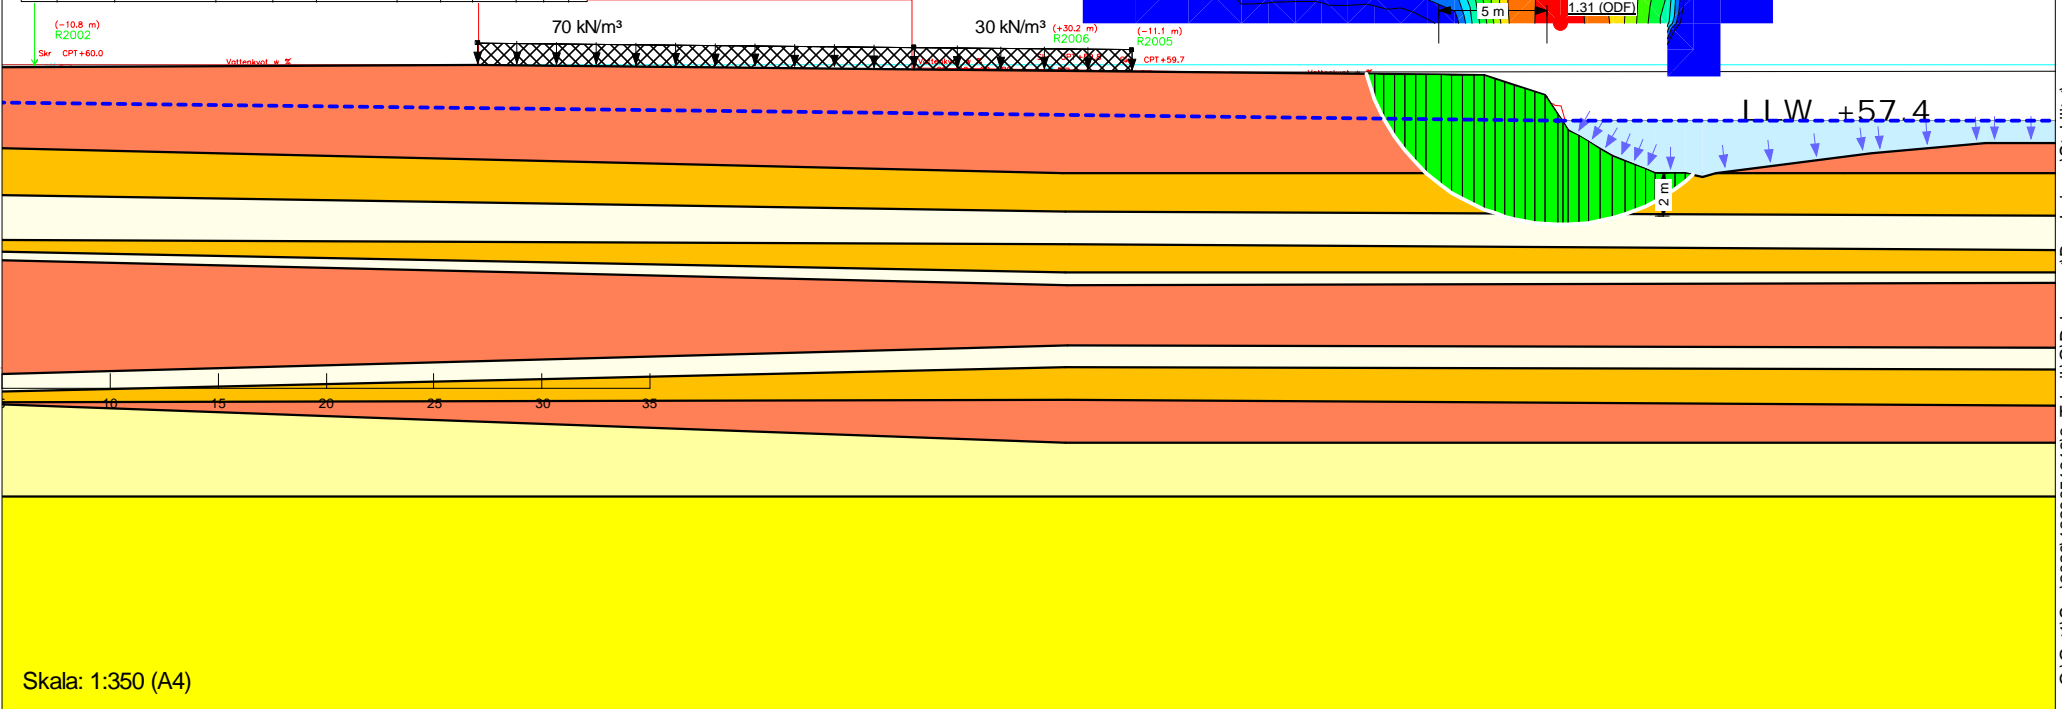 5 m
1.31 (ODF)
70 kN/m³
30 kN/m³
(-10.8 m)
R2002
(+30.2 m)
R2006
(-11.1 m)
R2005
Skr CPT+60.0
CPT+59.7
Vattenkvot w %
LLW +57.4
2 m
10 15 20 25 30 35
Skala: 1:350 (A4)